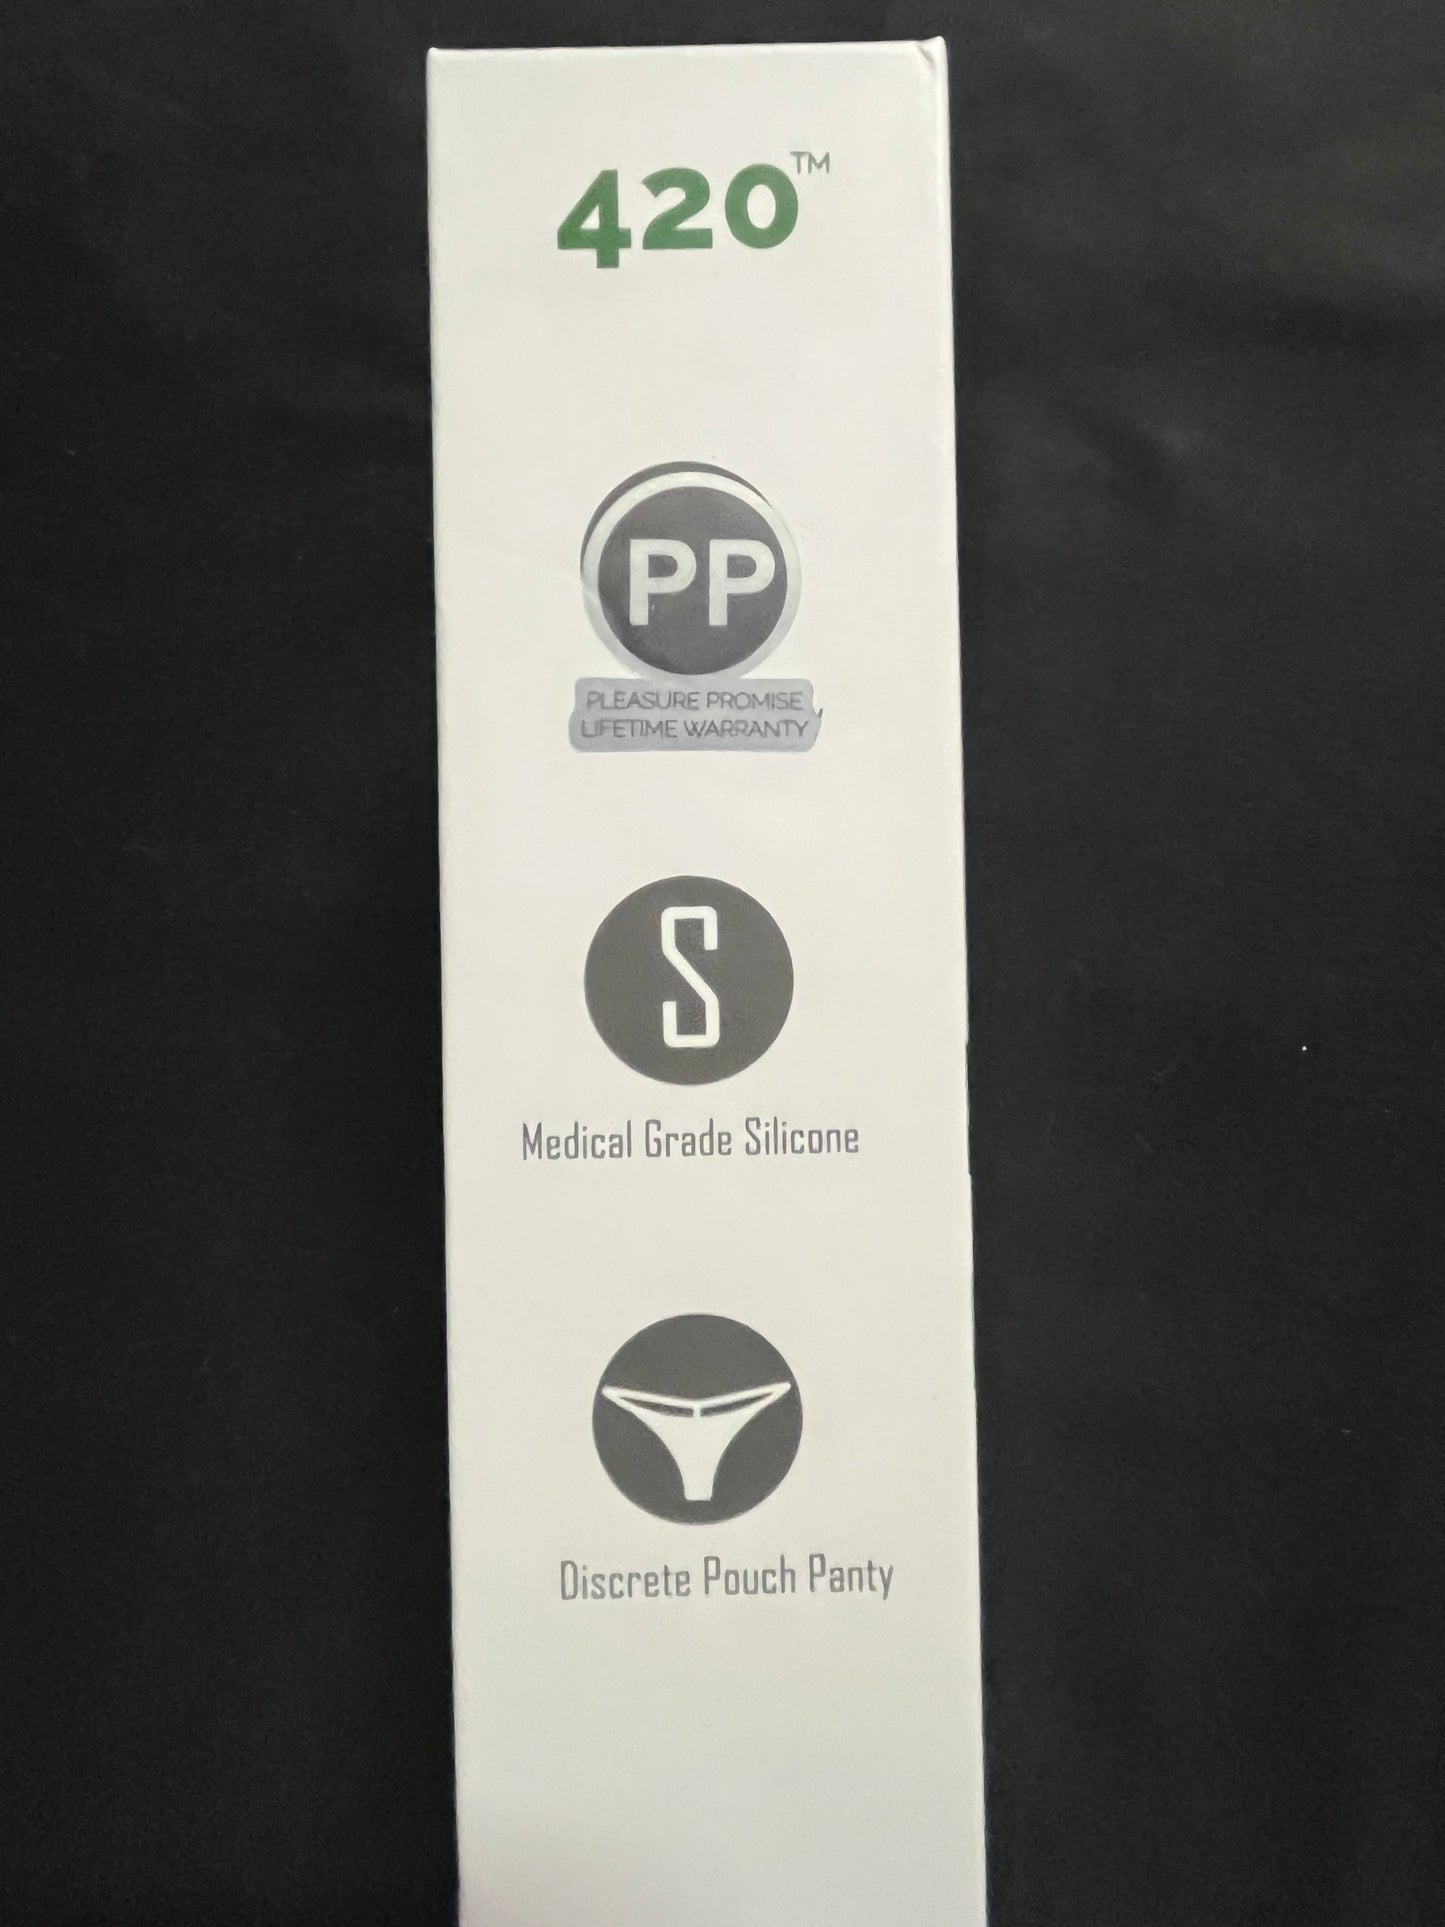 420™
PP
PLEASURE PROMISE
LIFETIME WARRANTY
S
Medical Grade Silicone
Discrete Pouch Panty